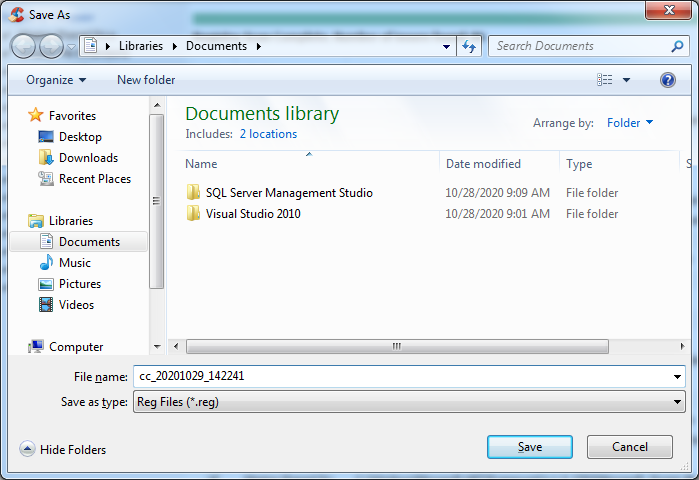 Save As
Libraries Documents
Search Documents
Organize New folder
Favorites
Desktop
Downloads
Recent Places
Libraries
Documents
Music
Pictures
Videos
Computer
Documents library
Includes: 2 locations
Arrange by: Folder
Name Date modified Type S
SQL Server Management Studio 10/28/2020 9:09 AM File folder
Visual Studio 2010 10/28/2020 9:01 AM File folder
File name: cc_20201029_142241
Save as type: Reg Files (*.reg)
Hide Folders
Save Cancel